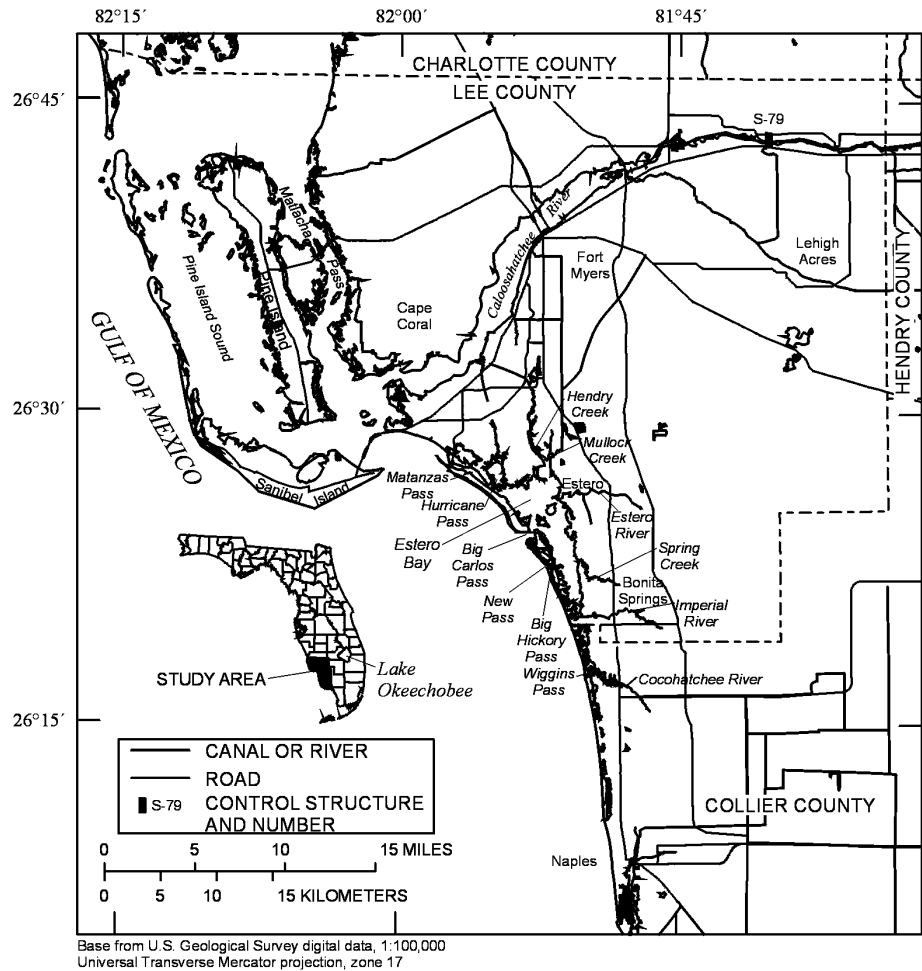 82°15´
82°00´
81°45´
26°45´
26°30´
26°15´
CHARLOTTE COUNTY
LEE COUNTY
HENDRY COUNTY
COLLIER COUNTY
S-79
GULF OF MEXICO
Pine Island Sound
Pine Island
Matlacha
Pass
Cape
Coral
Caloosahatchee
River
Fort
Myers
Lehigh
Acres
Sanibel Island
Hendry
Creek
Mullock
Creek
Matanzas
Pass
Hurricane
Pass
Estero
Estero
River
Estero
Bay
Big
Carlos
Pass
Spring
Creek
New
Pass
Bonita
Springs
Imperial
River
Big
Hickory
Pass
Wiggins
Pass
Cocohatchee River
Naples
STUDY AREA
Lake
Okeechobee
CANAL OR RIVER
ROAD
S-79 CONTROL STRUCTURE
AND NUMBER
0 5 10 15 MILES
0 5 10 15 KILOMETERS
Base from U.S. Geological Survey digital data, 1:100,000
Universal Transverse Mercator projection, zone 17